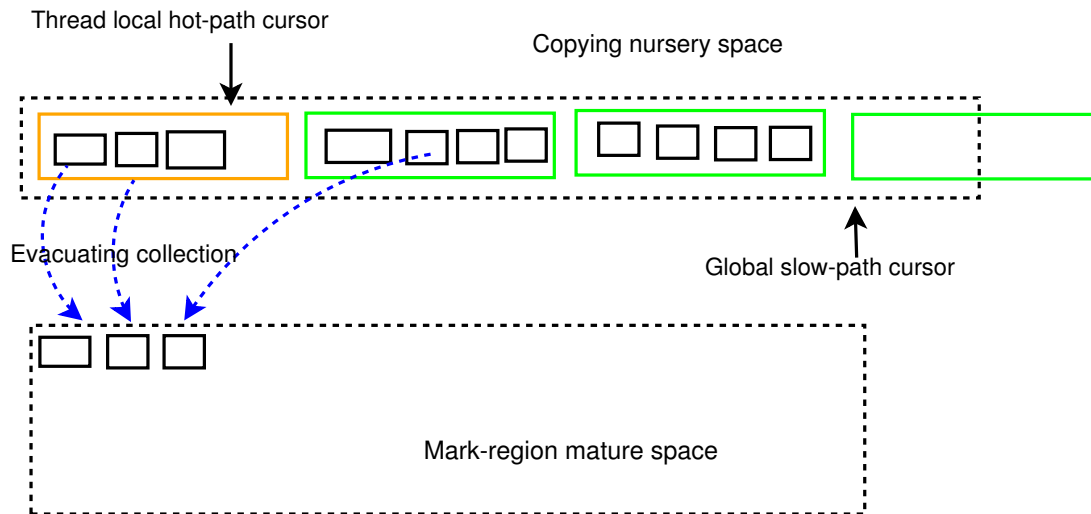 Thread local hot-path cursor
Copying nursery space
Evacuating collection
Global slow-path cursor
Mark-region mature space